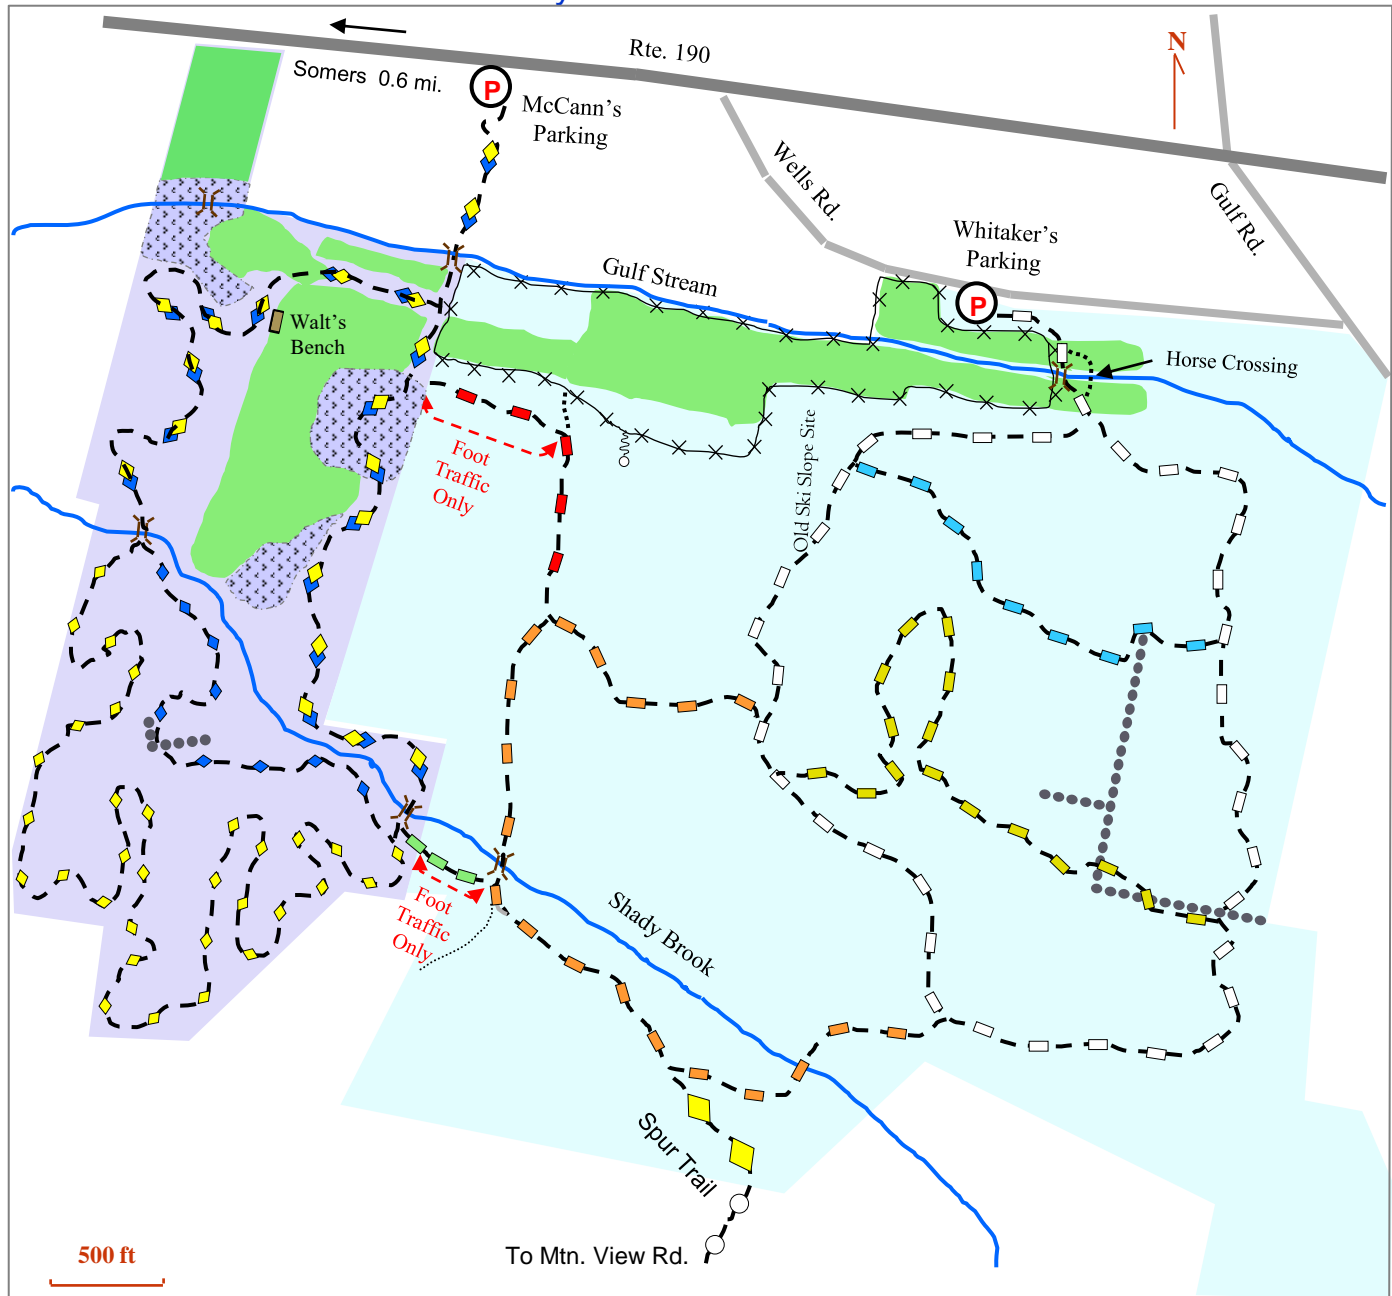 Rte. 190
N
Somers 0.6 mi.
P
McCann's
Parking
Wells Rd.
Gulf Rd.
Whitaker's
Parking
P
Gulf Stream
Walt's
Bench
Horse Crossing
Foot
Traffic
Only
Old Ski Slope Site
Foot
Traffic
Only
Shady Brook
Spur Trail
To Mtn. View Rd.
500 ft